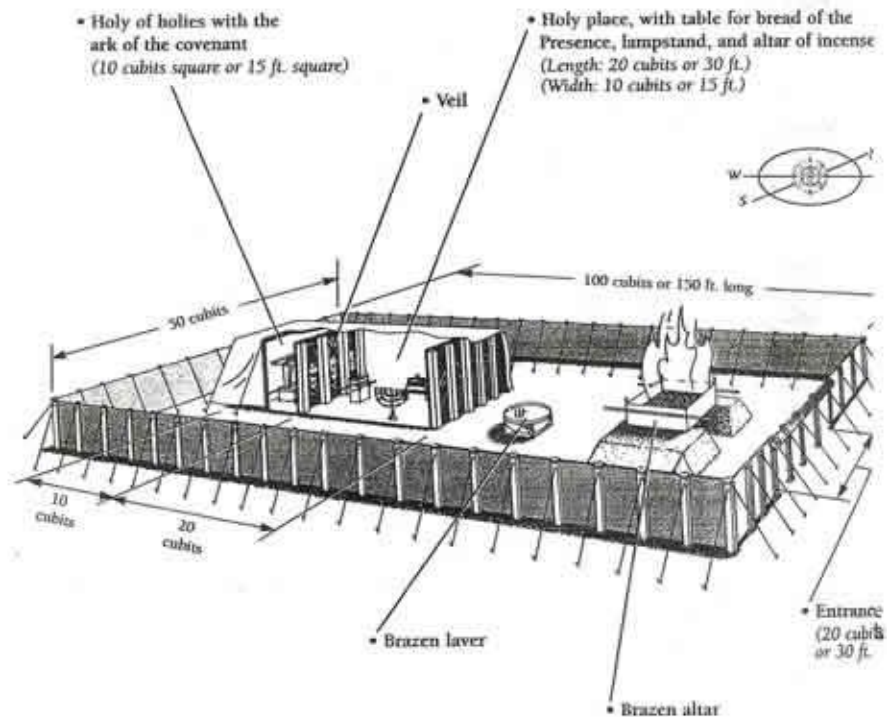 • Holy of holies with the
ark of the covenant
(10 cubits square or 15 ft. square)
• Holy place, with table for bread of the
Presence, lampstand, and altar of incense
(Length: 20 cubits or 30 ft.)
(Width: 10 cubits or 15 ft.)
• Veil
W
S
100 cubits or 150 ft. long
50 cubits
10
cubits
20
cubits
• Entrance
(20 cubits
or 30 ft.
• Brazen laver
• Brazen altar